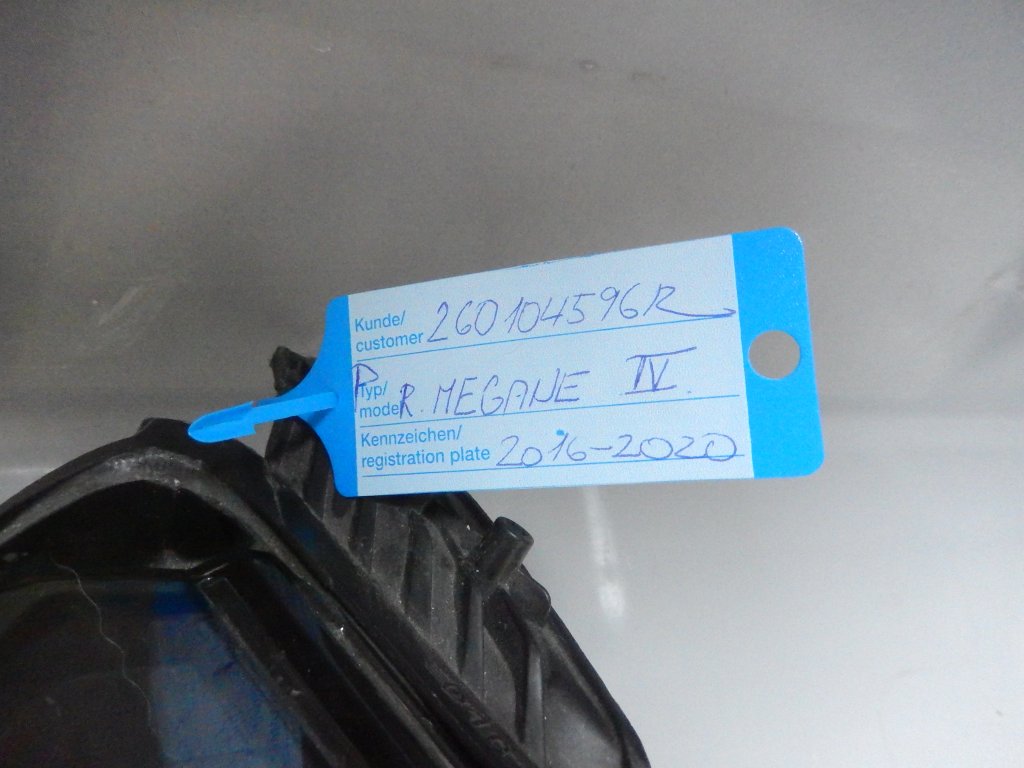 Kunde/
customer 260104596R
P
Typ/
model R. MEGANE IV.
Kennzeichen/
registration plate 2016-2020